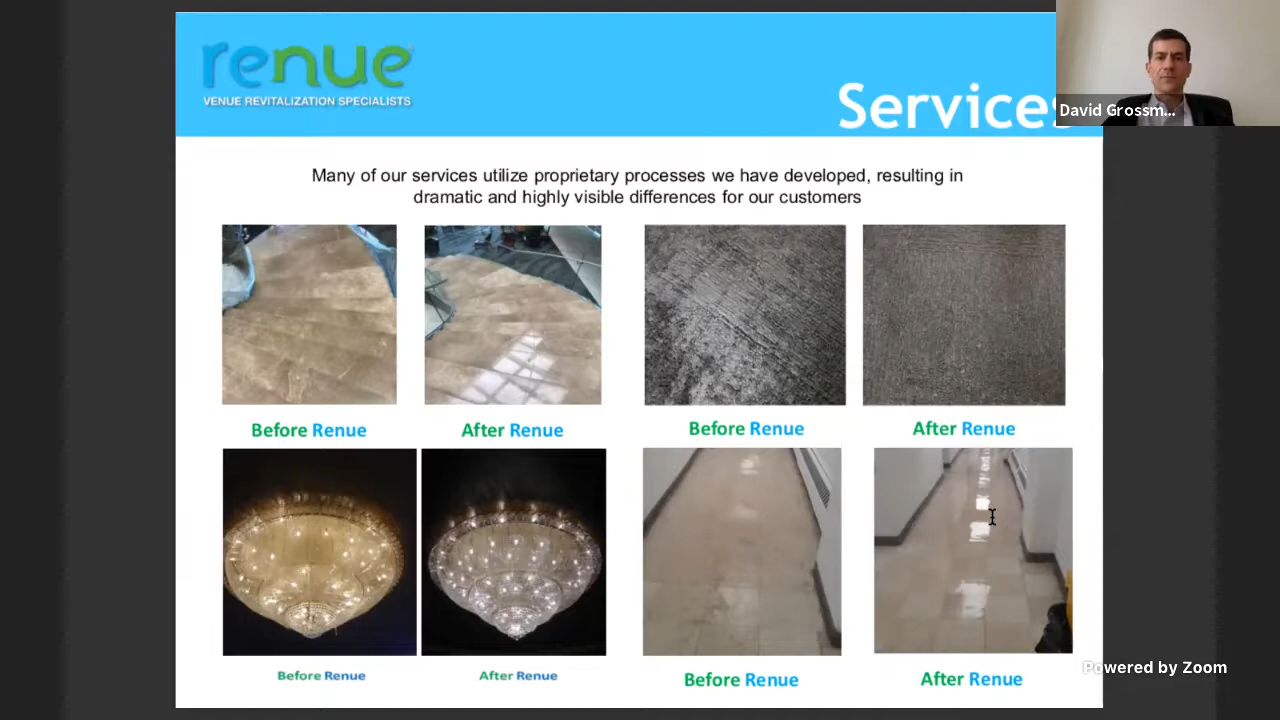 renue
VENUE REVITALIZATION SPECIALISTS
Services
David Grossm...
Many of our services utilize proprietary processes we have developed, resulting in
dramatic and highly visible differences for our customers
Before Renue
After Renue
Before Renue
After Renue
Before Renue
After Renue
Before Renue
After Renue
Powered by Zoom